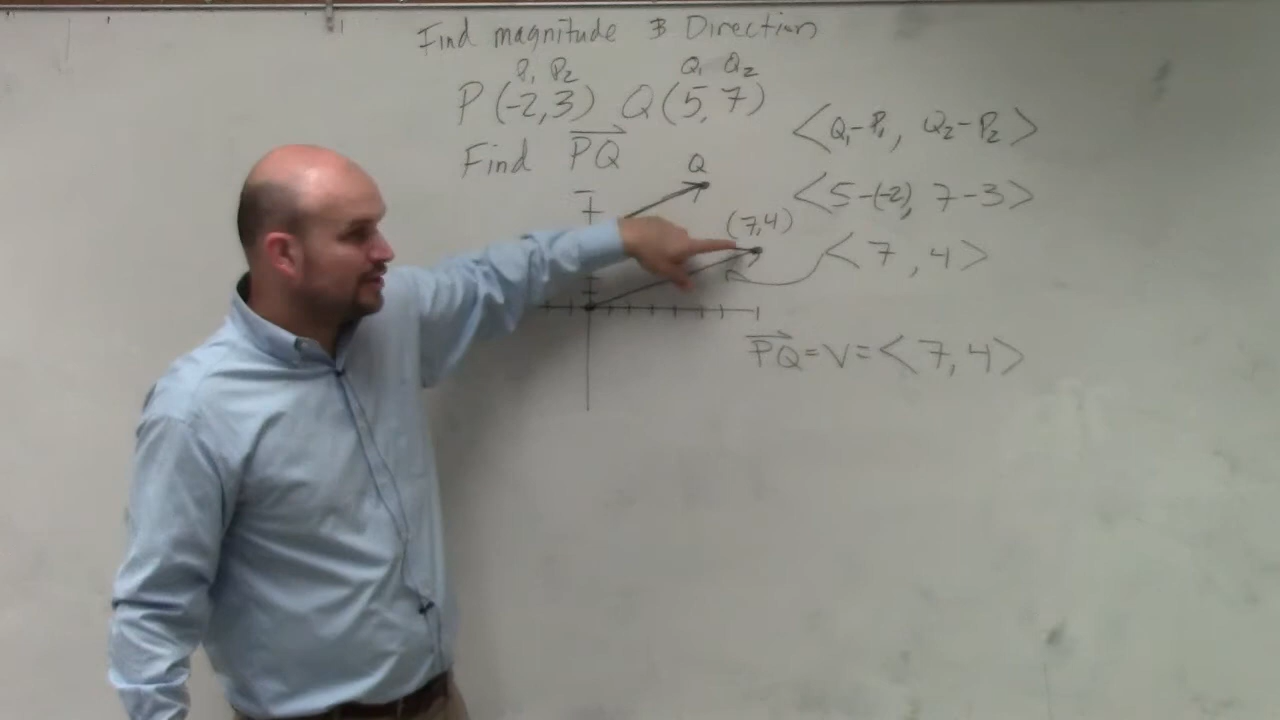 Find magnitude & Direction
P₁ P₂ Q₁ Q₂
P (-2,3) Q (5,7)
<Q₁-P₁, Q₂-P₂>
Find PQ
Q
<5-(-2), 7-3>
(7,4)
<7,4>
PQ=V=<7,4>